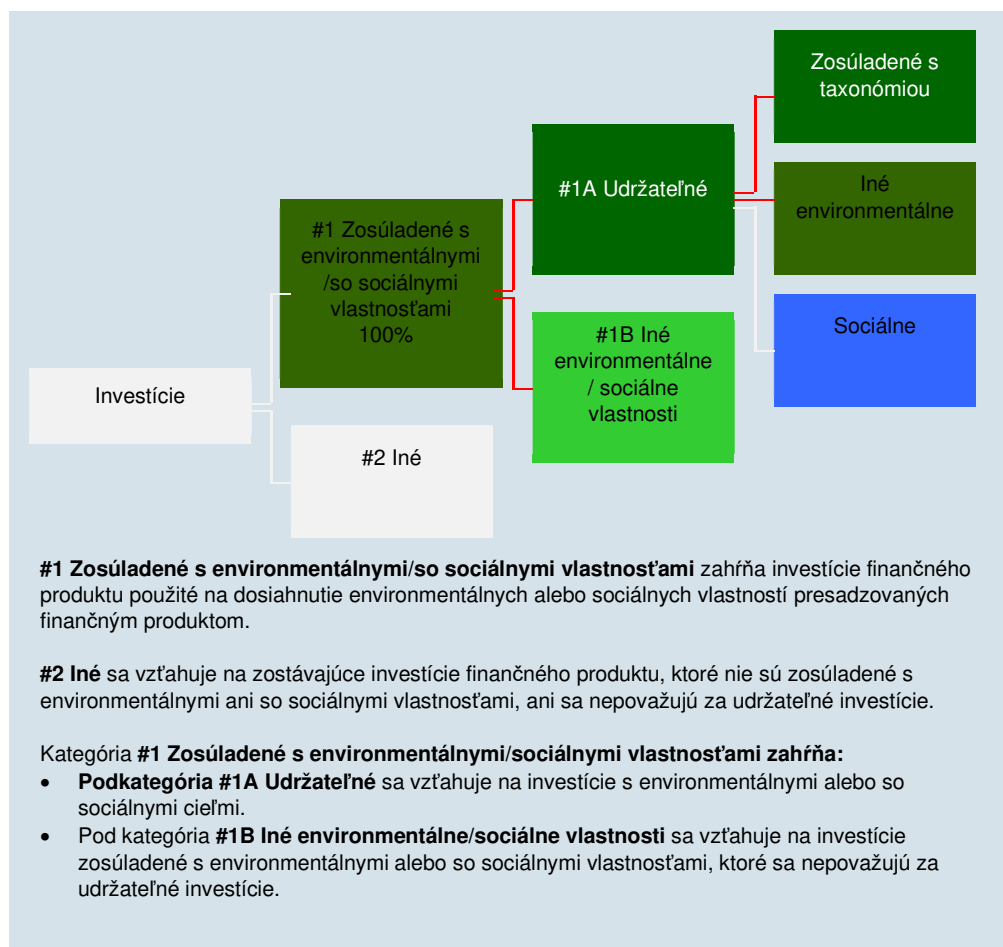 Investície
#1 Zosúladené s
environmentálnymi
/so sociálnymi
vlastnosťami
100%
#2 Iné
#1A Udržateľné
#1B Iné
environmentálne
/ sociálne
vlastnosti
Zosúladené s
taxonómiou
Iné
environmentálne
Sociálne
#1 Zosúladené s environmentálnymi/so sociálnymi vlastnosťami zahŕňa investície finančného
produktu použité na dosiahnutie environmentálnych alebo sociálnych vlastností presadzovaných
finančným produktom.
#2 Iné sa vzťahuje na zostávajúce investície finančného produktu, ktoré nie sú zosúladené s
environmentálnymi ani so sociálnymi vlastnosťami, ani sa nepovažujú za udržateľné investície.
Kategória #1 Zosúladené s environmentálnymi/sociálnymi vlastnosťami zahŕňa:
• Podkategória #1A Udržateľné sa vzťahuje na investície s environmentálnymi alebo so
sociálnymi cieľmi.
• Pod kategória #1B Iné environmentálne/sociálne vlastnosti sa vzťahuje na investície
zosúladené s environmentálnymi alebo so sociálnymi vlastnosťami, ktoré sa nepovažujú za
udržateľné investície.